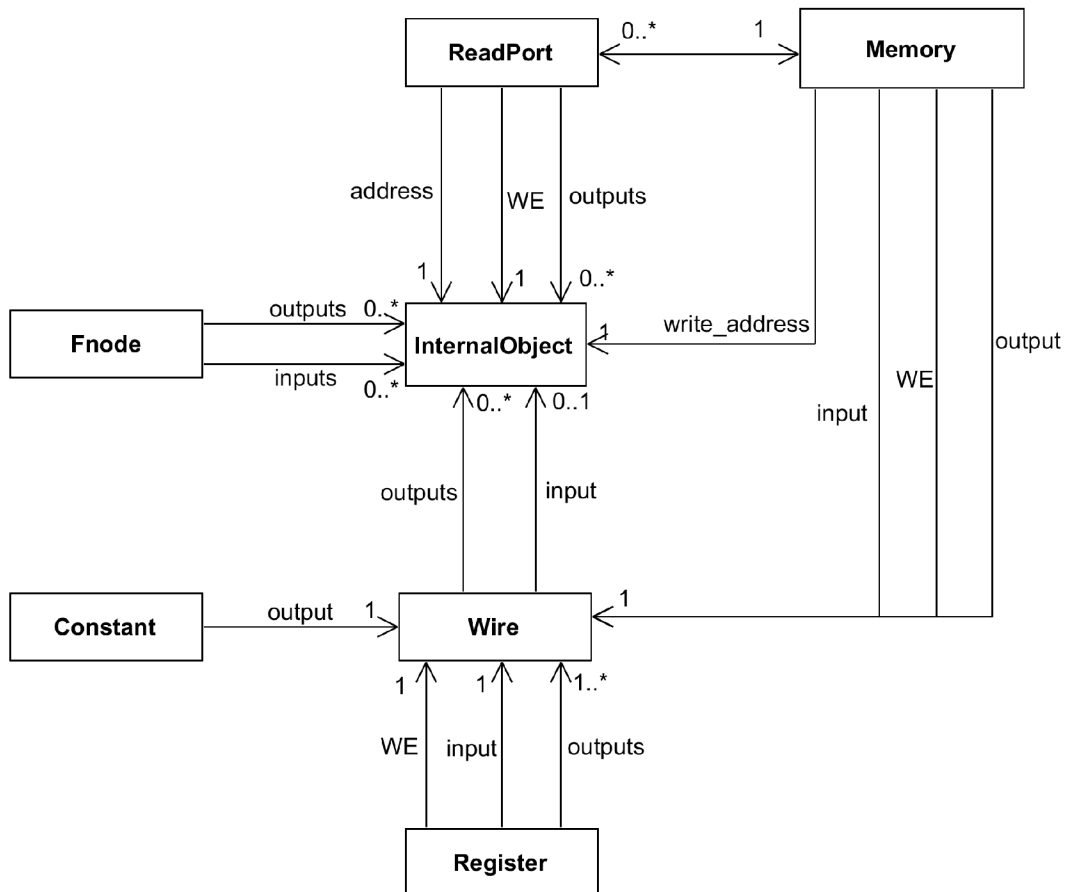 0..*
1
ReadPort
Memory
address
WE
outputs
1
1
0..*
outputs
0..*
Fnode
InternalObject
1
write_address
output
inputs
0..*
0..*
0..1
WE
input
outputs
input
Constant
output
1
Wire
1
1
1
1..*
WE
input
outputs
Register